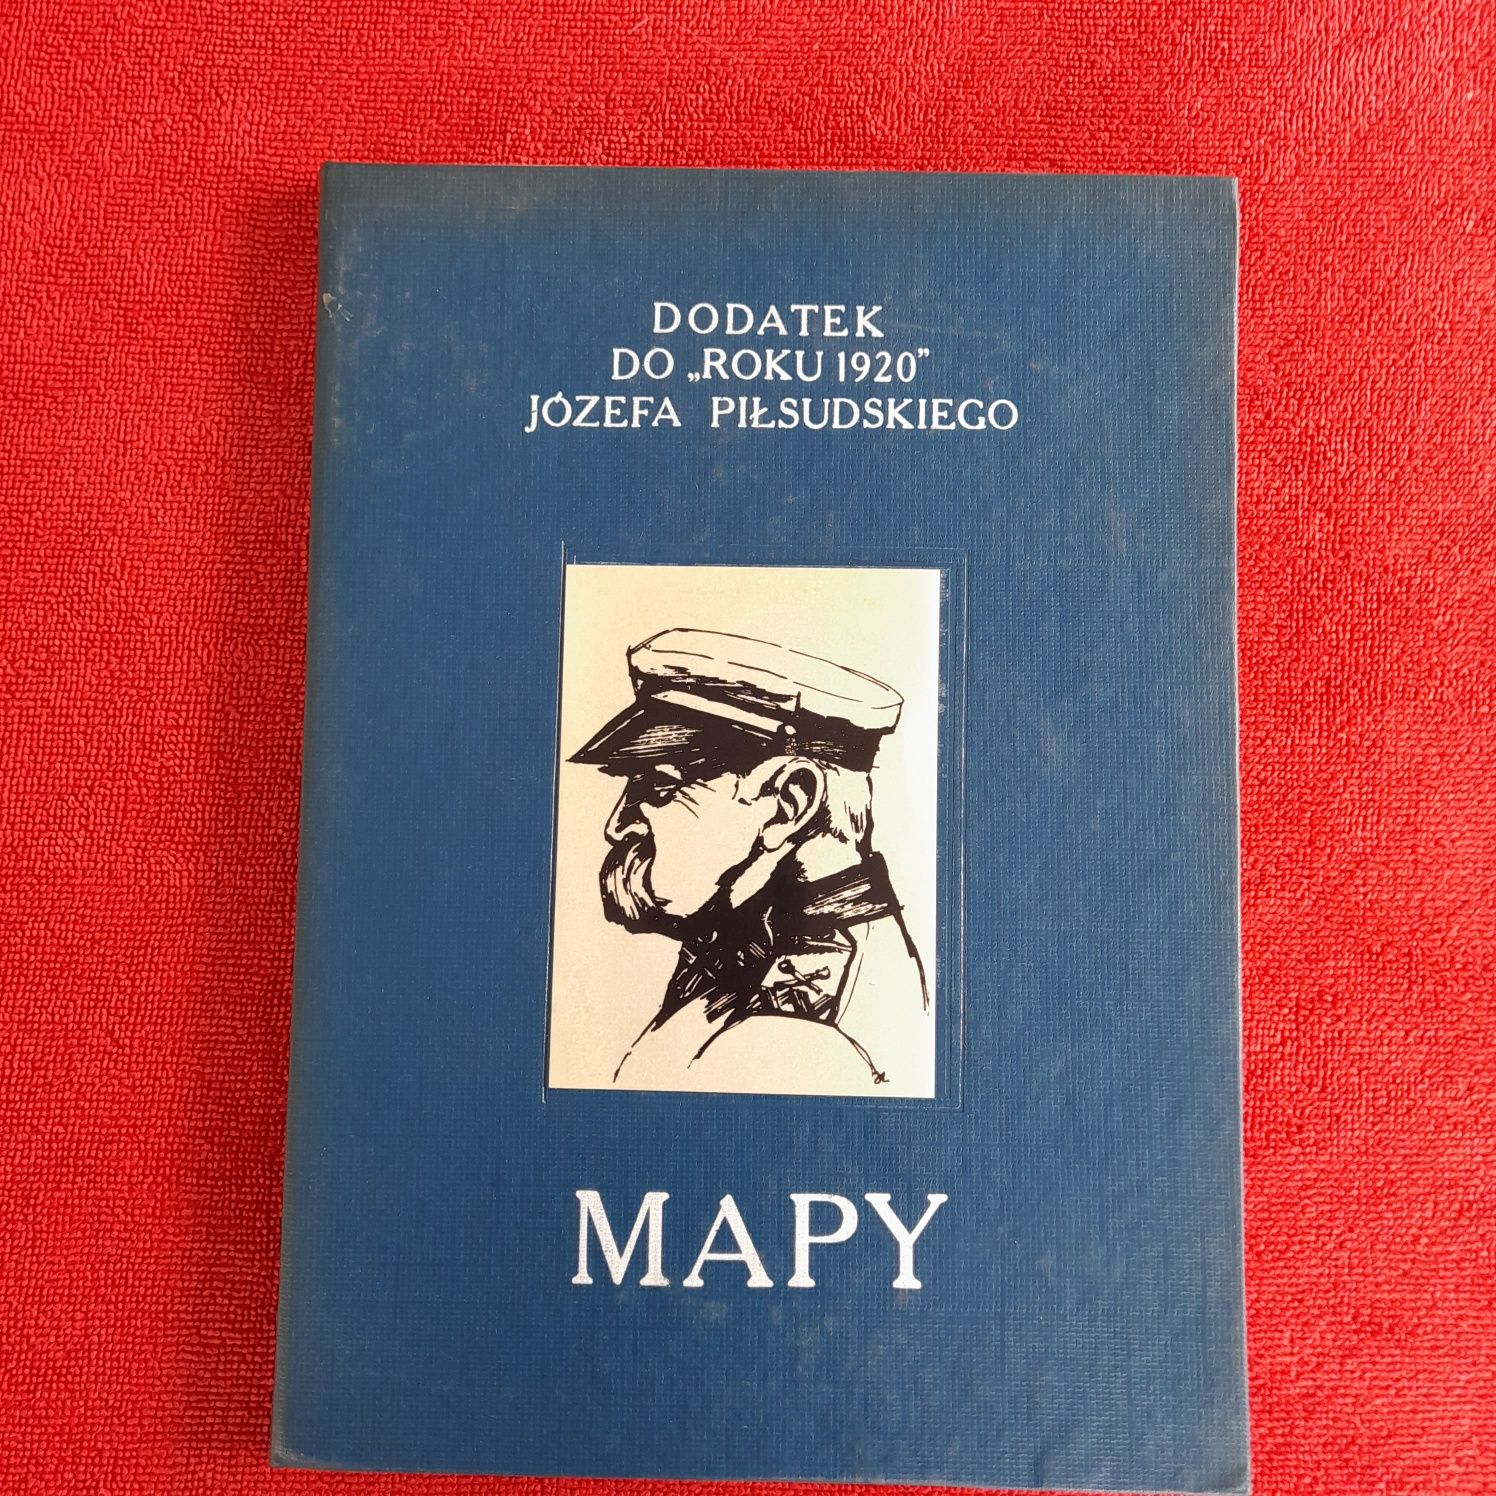 DODATEK
DO „ROKU 1920”
JÓZEFA PIŁSUDSKIEGO
MAPY